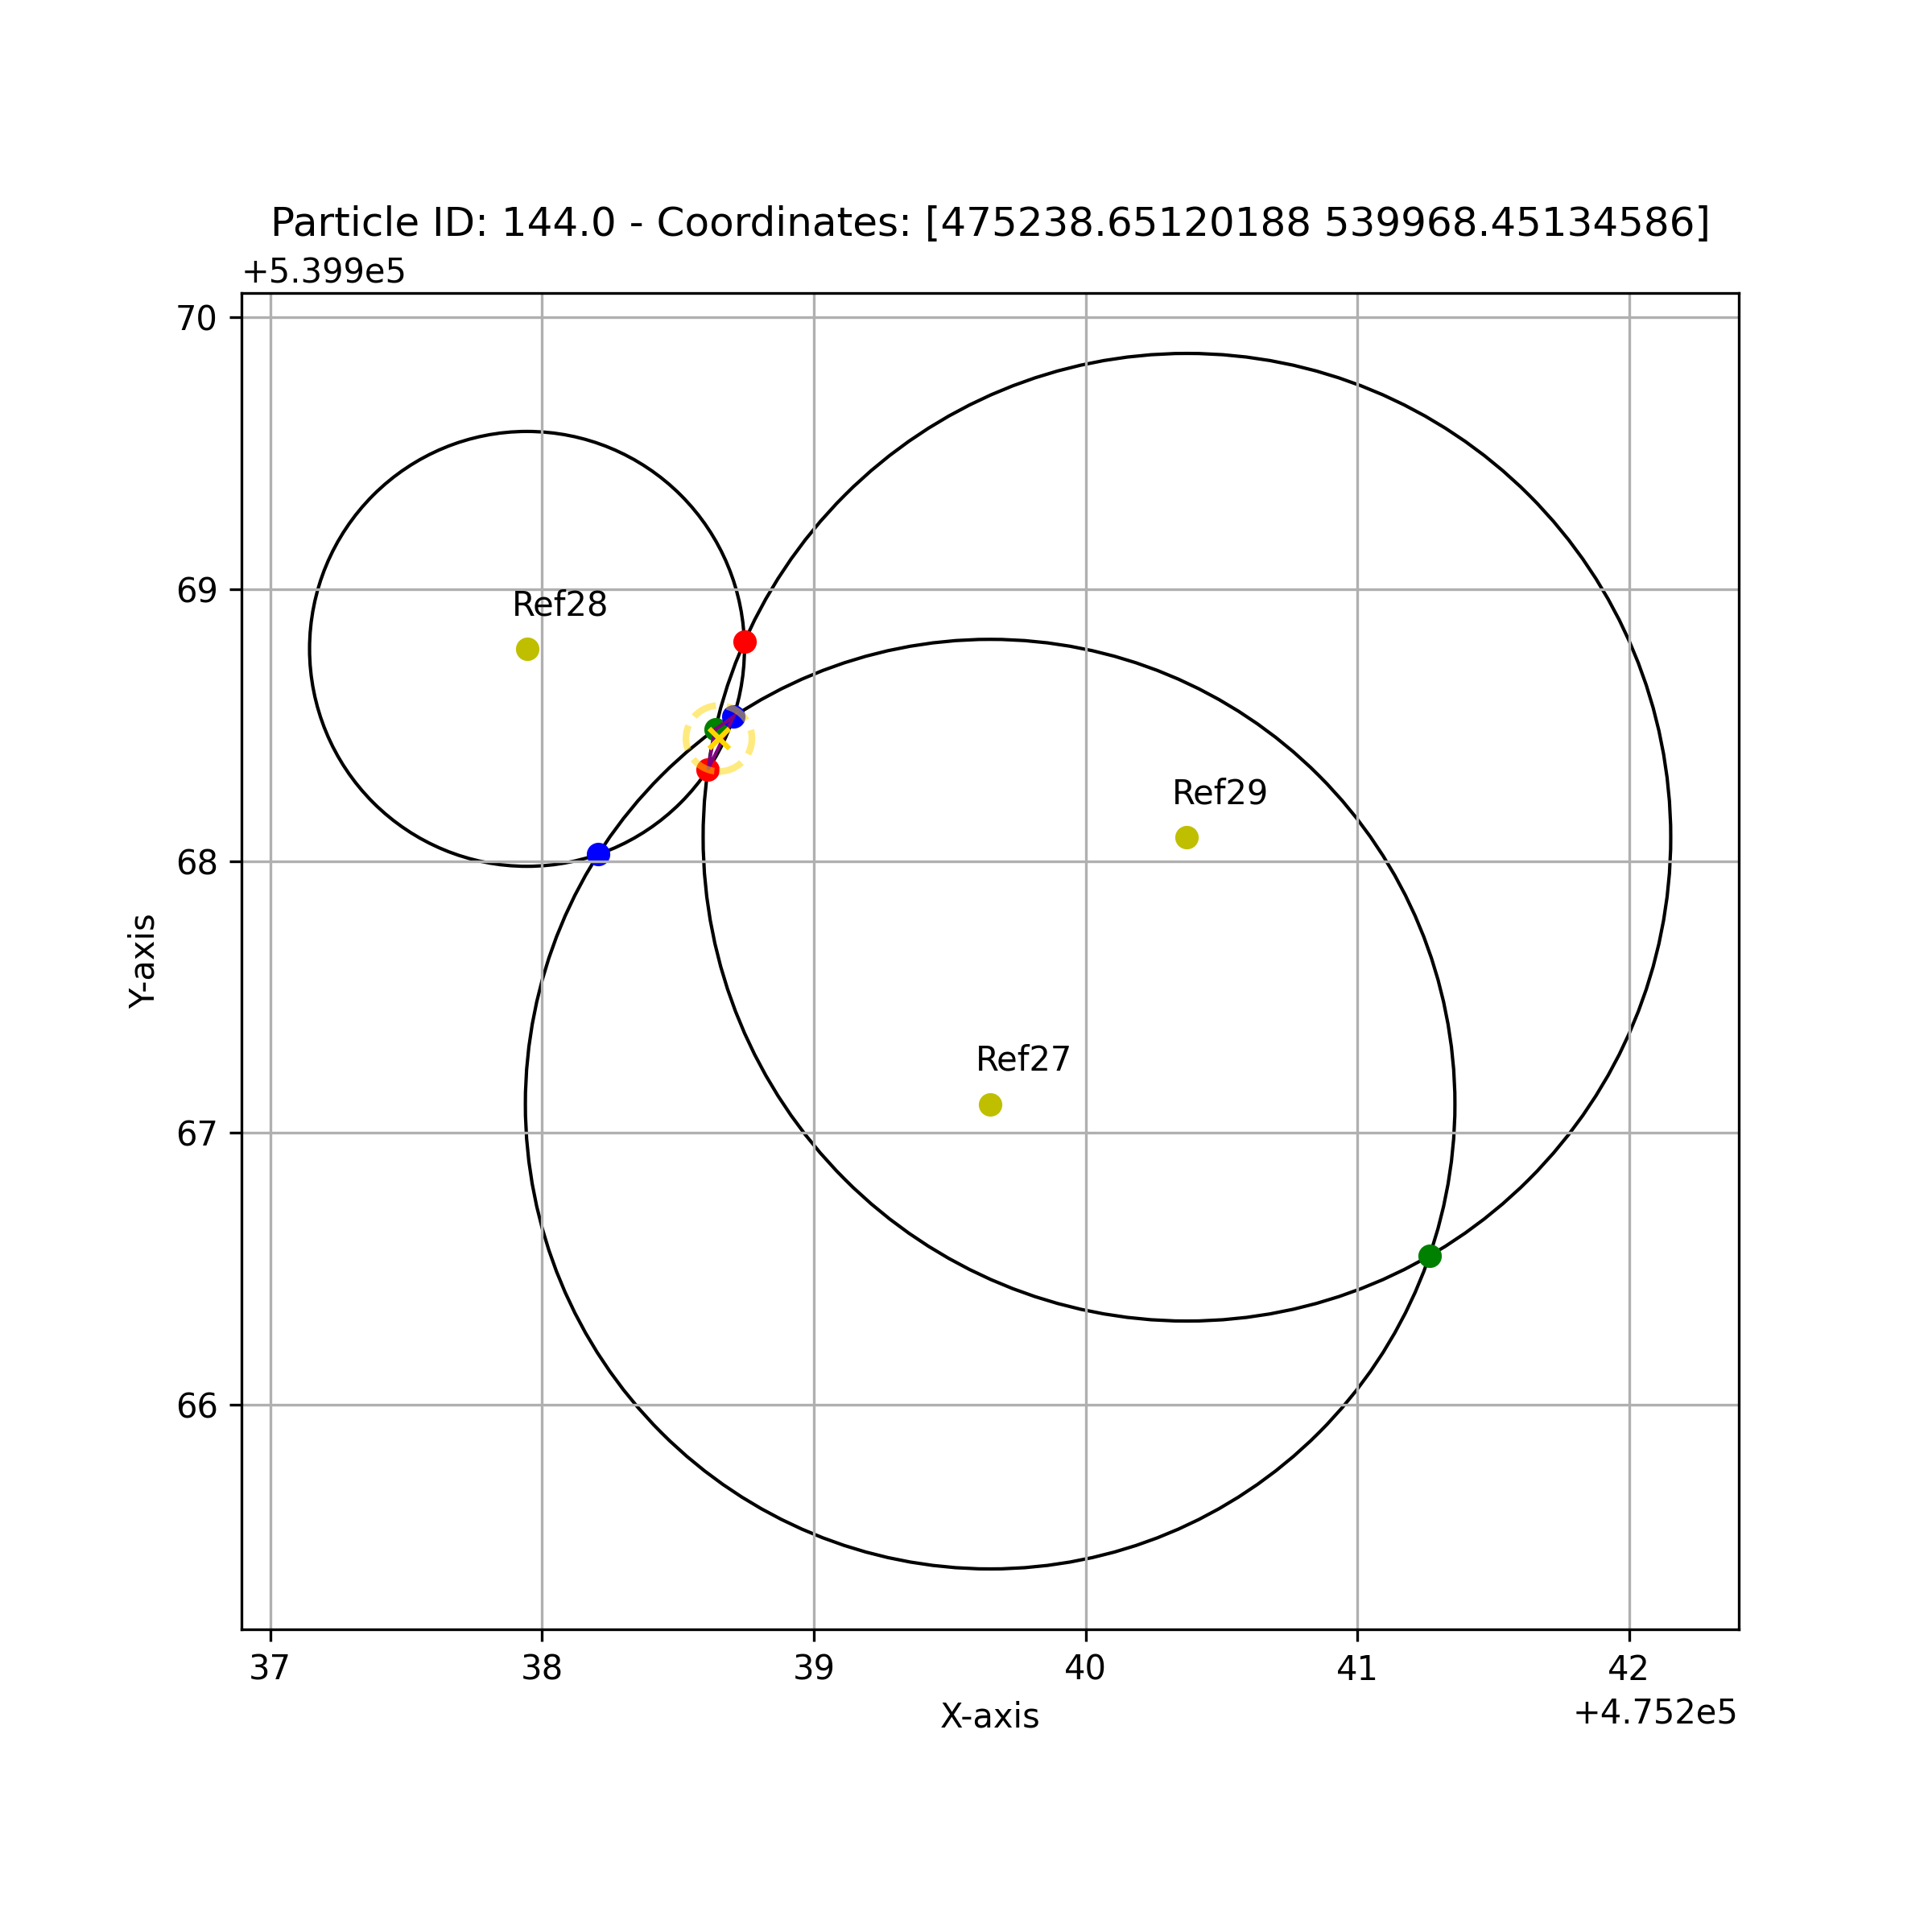 Particle ID: 144.0 - Coordinates: [475238.65120188 539968.45134586]
+5.399e5
70
69
68
67
66
Y-axis
Ref28
Ref29
Ref27
37 38 39 40 41 42
X-axis
+4.752e5